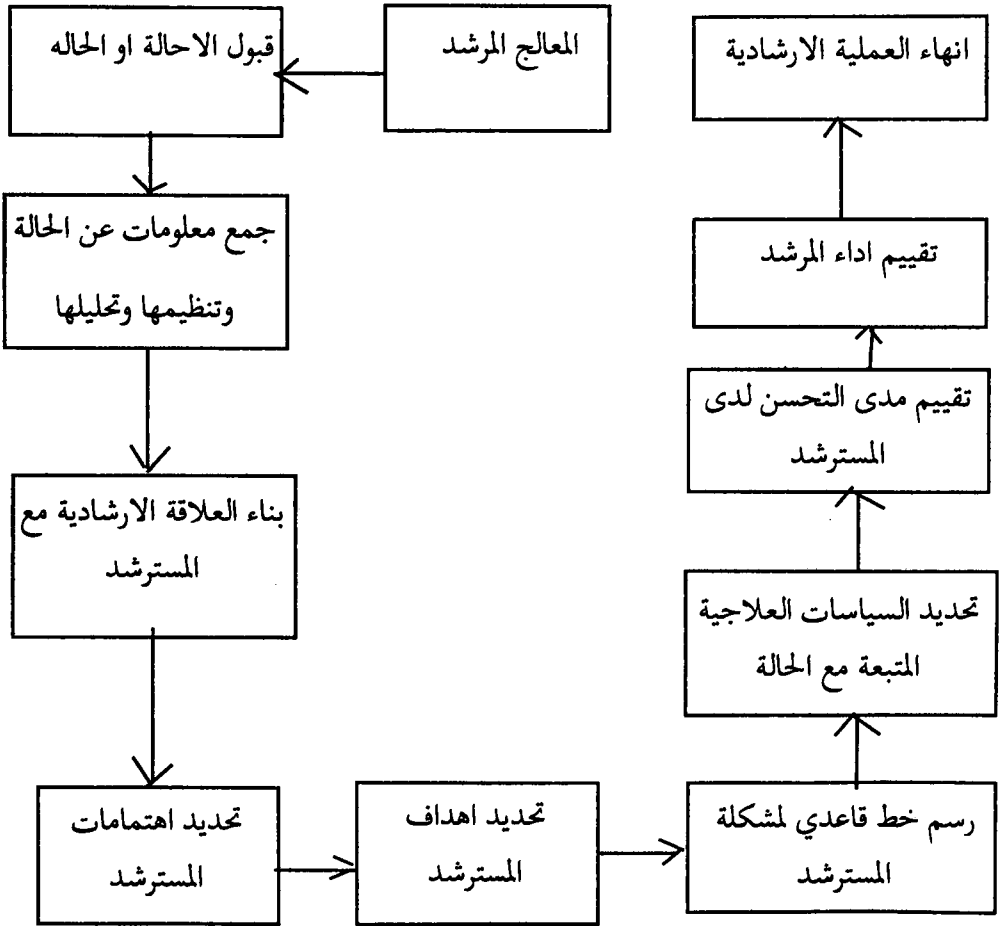 المعالج المرشد
قبول الاحالة او الحاله
جمع معلومات عن الحالة
وتنظيمها وتحليلها
بناء العلاقة الارشادية مع
المسترشد
تحديد اهتمامات
المسترشد
تحديد اهداف
المسترشد
رسم خط قاعدي لمشكلة
المسترشد
تحديد السياسات العلاجية
المتبعة مع الحالة
تقييم مدى التحسن لدى
المسترشد
تقييم اداء المرشد
انهاء العملية الارشادية